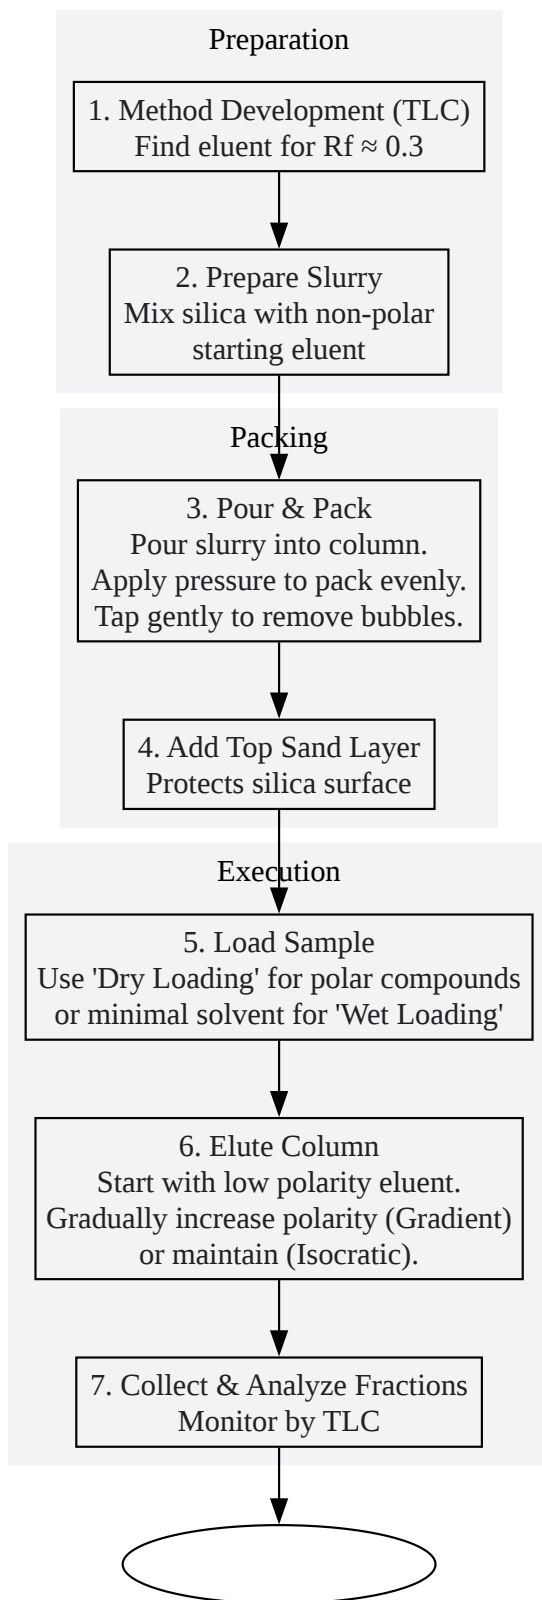 Preparation
1. Method Development (TLC)
Find eluent for Rf ≈ 0.3
2. Prepare Slurry
Mix silica with non-polar
starting eluent
Packing
3. Pour & Pack
Pour slurry into column.
Apply pressure to pack evenly.
Tap gently to remove bubbles.
4. Add Top Sand Layer
Protects silica surface
Execution
5. Load Sample
Use 'Dry Loading' for polar compounds
or minimal solvent for 'Wet Loading'
6. Elute Column
Start with low polarity eluent.
Gradually increase polarity (Gradient)
or maintain (Isocratic).
7. Collect & Analyze Fractions
Monitor by TLC